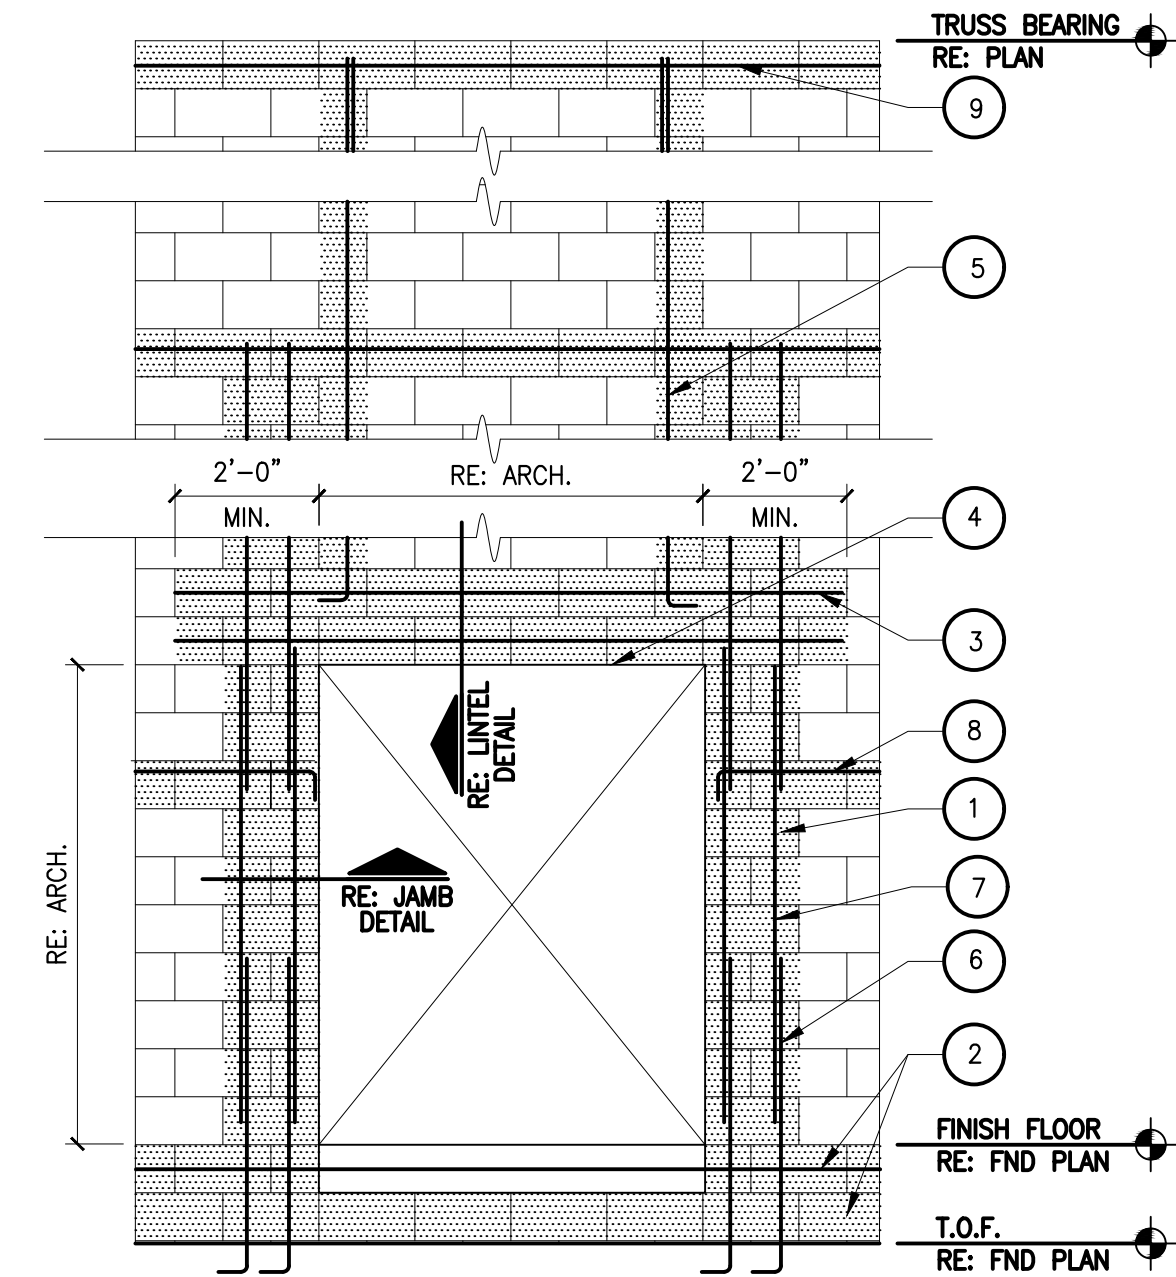 TRUSS BEARING
RE: PLAN
9
5
2'-0"
MIN.
RE: ARCH.
2'-0"
MIN.
4
3
RE: LINTEL
DETAIL
8
1
RE: ARCH.
RE: JAMB
DETAIL
7
6
2
FINISH FLOOR
RE: FND PLAN
T.O.F.
RE: FND PLAN